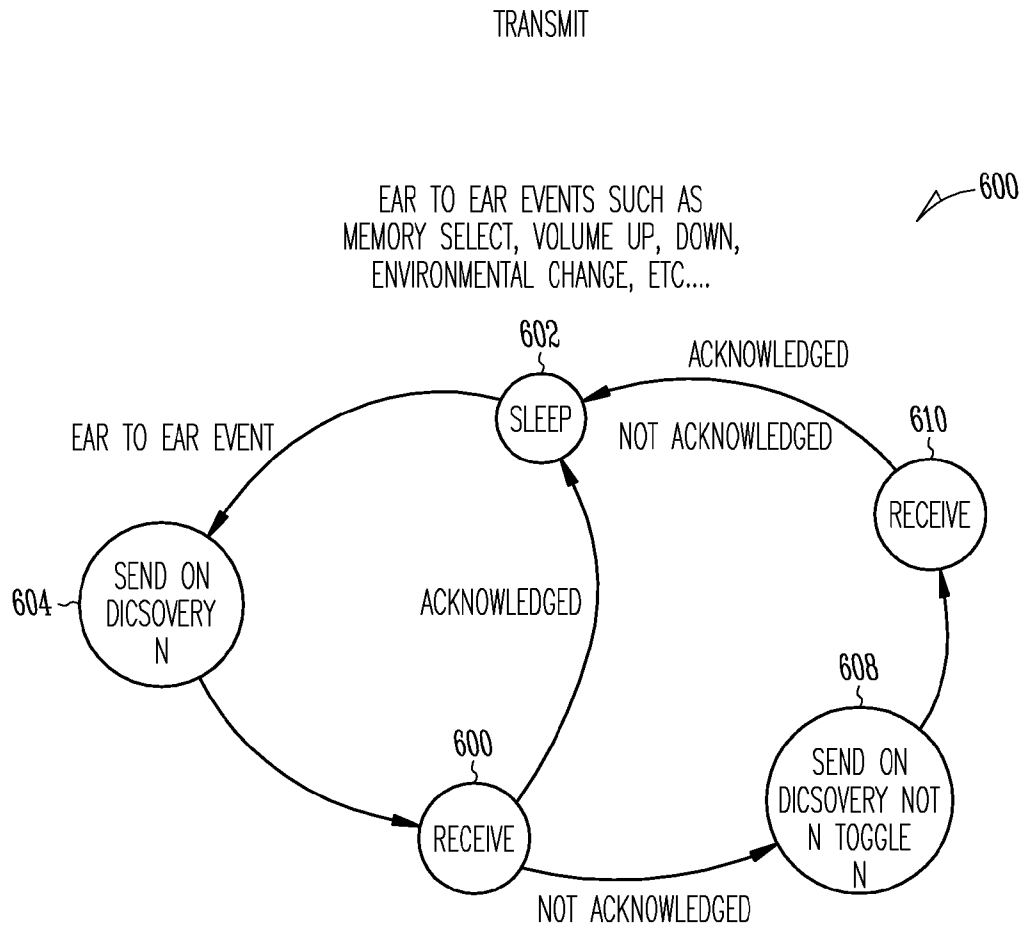 TRANSMIT
600
EAR TO EAR EVENTS SUCH AS
MEMORY SELECT, VOLUME UP, DOWN,
ENVIRONMENTAL CHANGE, ETC....
602
ACKNOWLEDGED
SLEEP
NOT ACKNOWLEDGED
610
EAR TO EAR EVENT
RECEIVE
SEND ON
DICSOVERY
N
604
ACKNOWLEDGED
608
600
SEND ON
DICSOVERY NOT
N TOGGLE
N
RECEIVE
NOT ACKNOWLEDGED